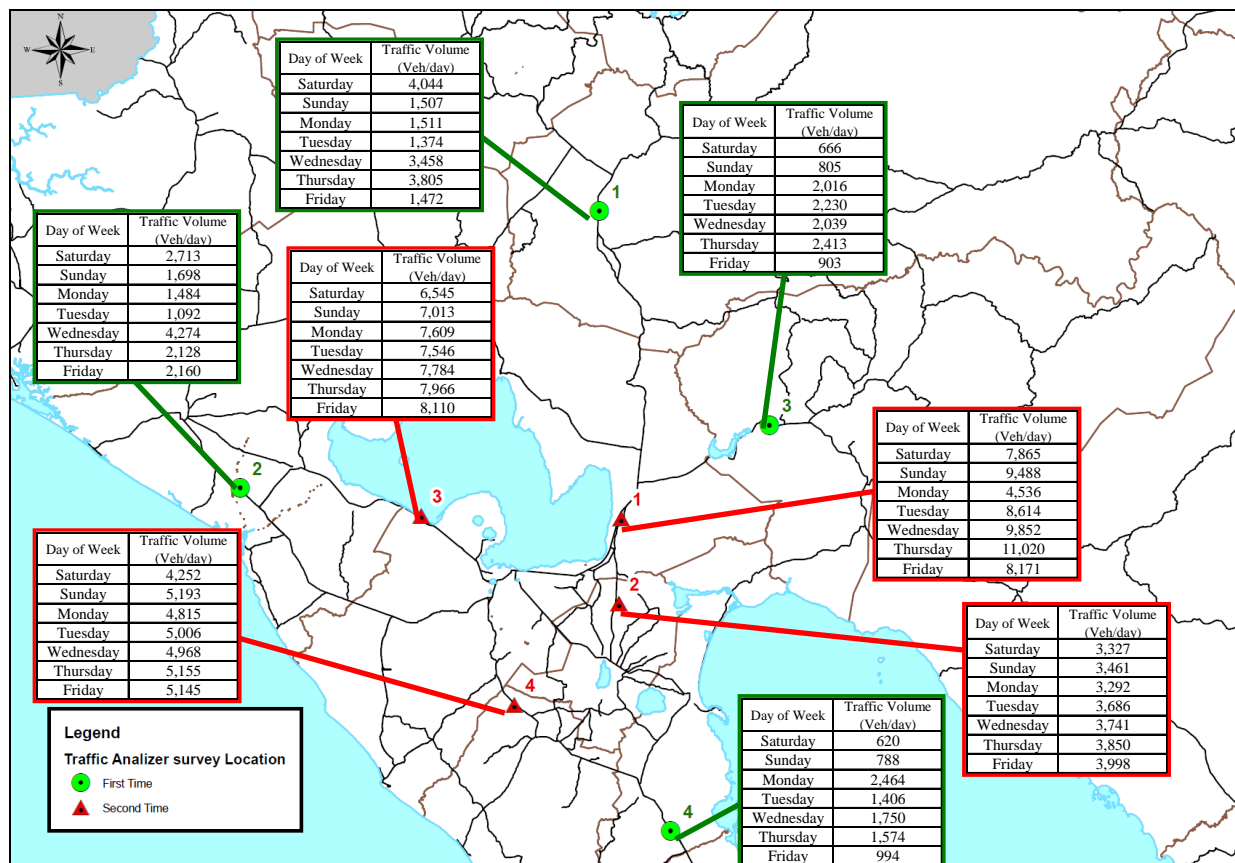 N
W E
S
Day of Week Traffic Volume (Veh/day)
Saturday 4,044
Sunday 1,507
Monday 1,511
Tuesday 1,374
Wednesday 3,458
Thursday 3,805
Friday 1,472
1
Day of Week Traffic Volume (Veh/day)
Saturday 666
Sunday 805
Monday 2,016
Tuesday 2,230
Wednesday 2,039
Thursday 2,413
Friday 903
Day of Week Traffic Volume (Veh/day)
Saturday 2,713
Sunday 1,698
Monday 1,484
Tuesday 1,092
Wednesday 4,274
Thursday 2,128
Friday 2,160
Day of Week Traffic Volume (Veh/day)
Saturday 6,545
Sunday 7,013
Monday 7,609
Tuesday 7,546
Wednesday 7,784
Thursday 7,966
Friday 8,110
3
2
3
1
Day of Week Traffic Volume (Veh/day)
Saturday 7,865
Sunday 9,488
Monday 4,536
Tuesday 8,614
Wednesday 9,852
Thursday 11,020
Friday 8,171
Day of Week Traffic Volume (Veh/day)
Saturday 4,252
Sunday 5,193
Monday 4,815
Tuesday 5,006
Wednesday 4,968
Thursday 5,155
Friday 5,145
2
Day of Week Traffic Volume (Veh/day)
Saturday 3,327
Sunday 3,461
Monday 3,292
Tuesday 3,686
Wednesday 3,741
Thursday 3,850
Friday 3,998
4
Day of Week Traffic Volume (Veh/day)
Saturday 620
Sunday 788
Monday 2,464
Tuesday 1,406
Wednesday 1,750
Thursday 1,574
Friday 994
4
Legend
Traffic Analizer survey Location
First Time
Second Time